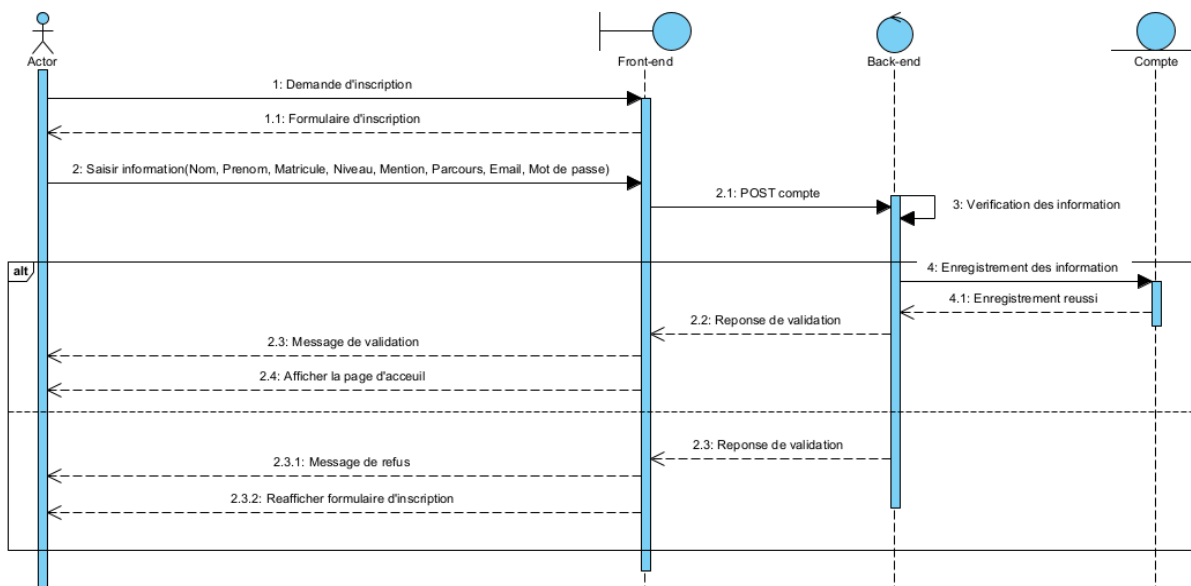 Actor
Front-end
Back-end
Compte
1: Demande d'inscription
1.1: Formulaire d'inscription
2: Saisir information(Nom, Prenom, Matricule, Niveau, Mention, Parcours, Email, Mot de passe)
2.1: POST compte
3: Verification des information
alt
4: Enregistrement des information
4.1: Enregistrement reussi
2.2: Reponse de validation
2.3: Message de validation
2.4: Afficher la page d'acceuil
2.3: Reponse de validation
2.3.1: Message de refus
2.3.2: Reafficher formulaire d'inscription